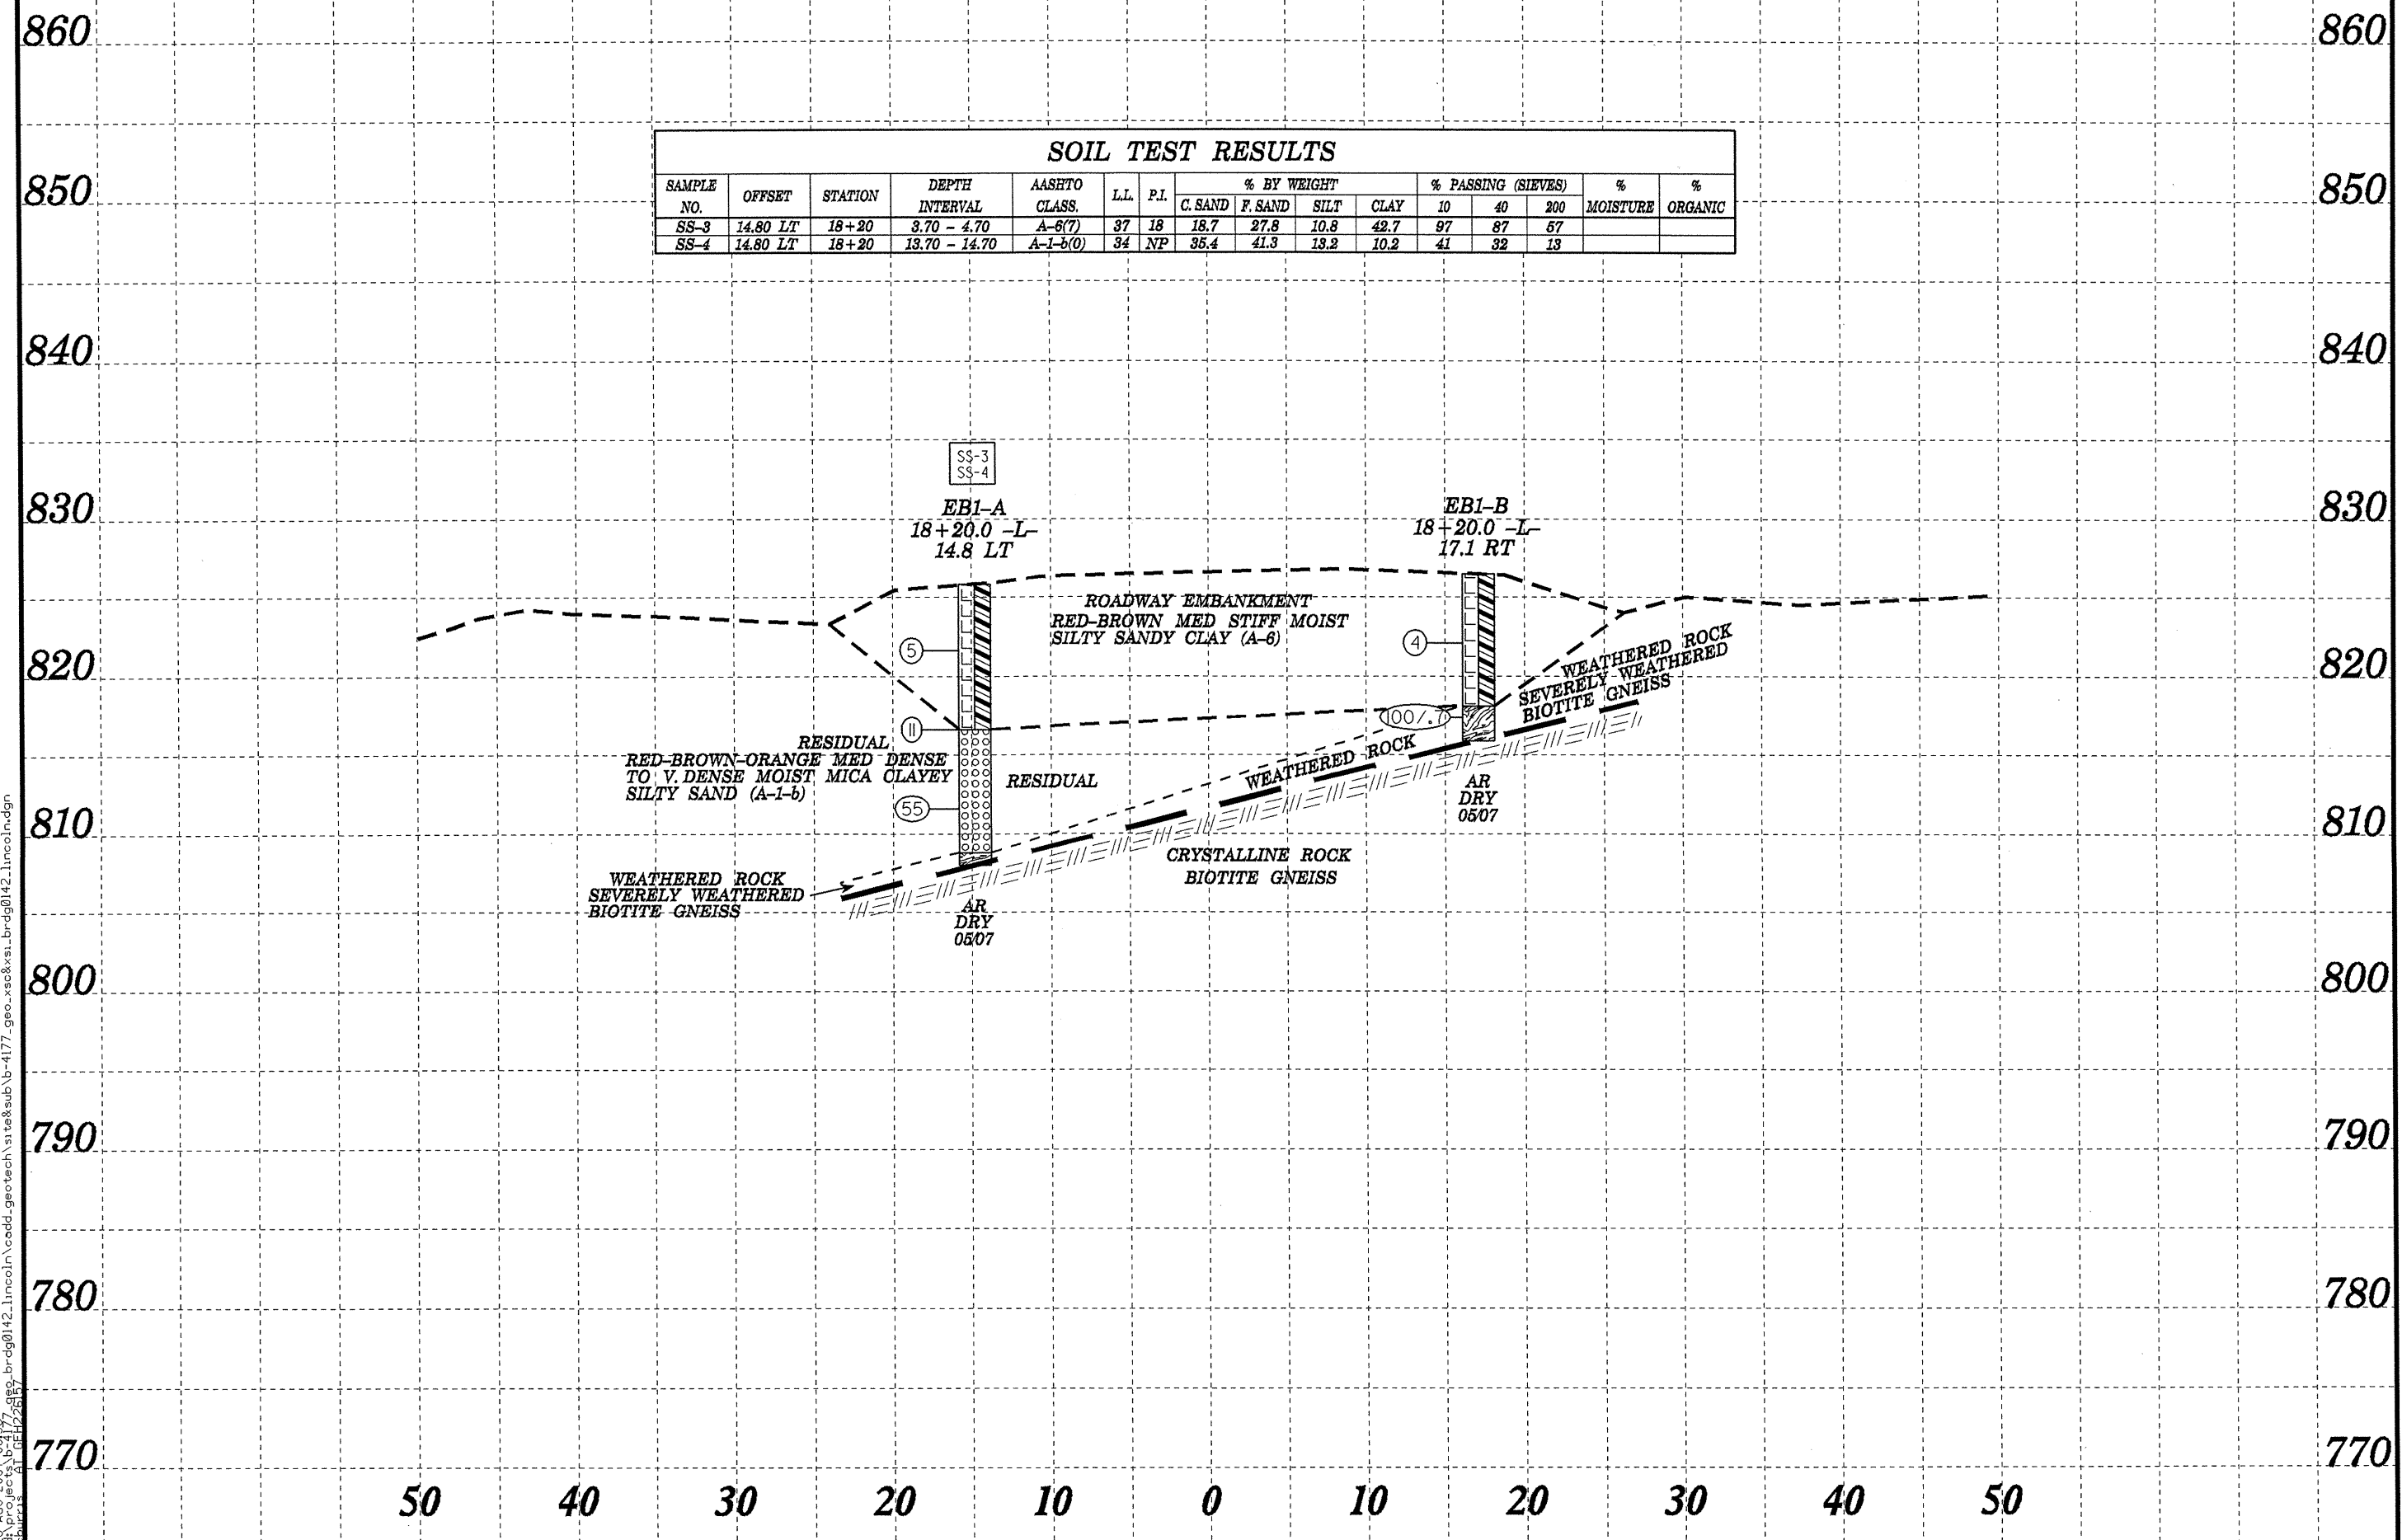 860 860
SOIL TEST RESULTS
SAMPLE NO. OFFSET STATION DEPTH INTERVAL AASHTO CLASS. L.L. P.I. % BY WEIGHT % PASSING (SIEVES) % MOISTURE % ORGANIC
C. SAND F. SAND SILT CLAY 10 40 200
SS-3 14.80 LT 18+20 3.70 - 4.70 A-6(7) 37 18 18.7 27.8 10.8 42.7 97 87 57
SS-4 14.80 LT 18+20 13.70 - 14.70 A-1-b(0) 34 NP 35.4 41.3 13.2 10.2 41 32 13
850 850
840 840
SS-3
SS-4
830 830
EB1-A
18+20.0 -L-
14.8 LT
EB1-B
18+20.0 -L-
17.1 RT
ROADWAY EMBANKMENT
RED-BROWN MED STIFF MOIST
SILTY SANDY CLAY (A-6)
5
4
820 820
WEATHERED ROCK
SEVERELY WEATHERED
BIOTITE GNEISS
11
100/.7
RESIDUAL
RED-BROWN-ORANGE MED DENSE
TO V. DENSE MOIST MICA CLAYEY
SILTY SAND (A-1-b)
RESIDUAL
WEATHERED ROCK
55
AR
DRY
05/07
810 810
CRYSTALLINE ROCK
BIOTITE GNEISS
WEATHERED ROCK
SEVERELY WEATHERED
BIOTITE GNEISS
AR
DRY
05/07
800 800
790 790
780 780
770 770
50 40 30 20 10 0 10 20 30 40 50